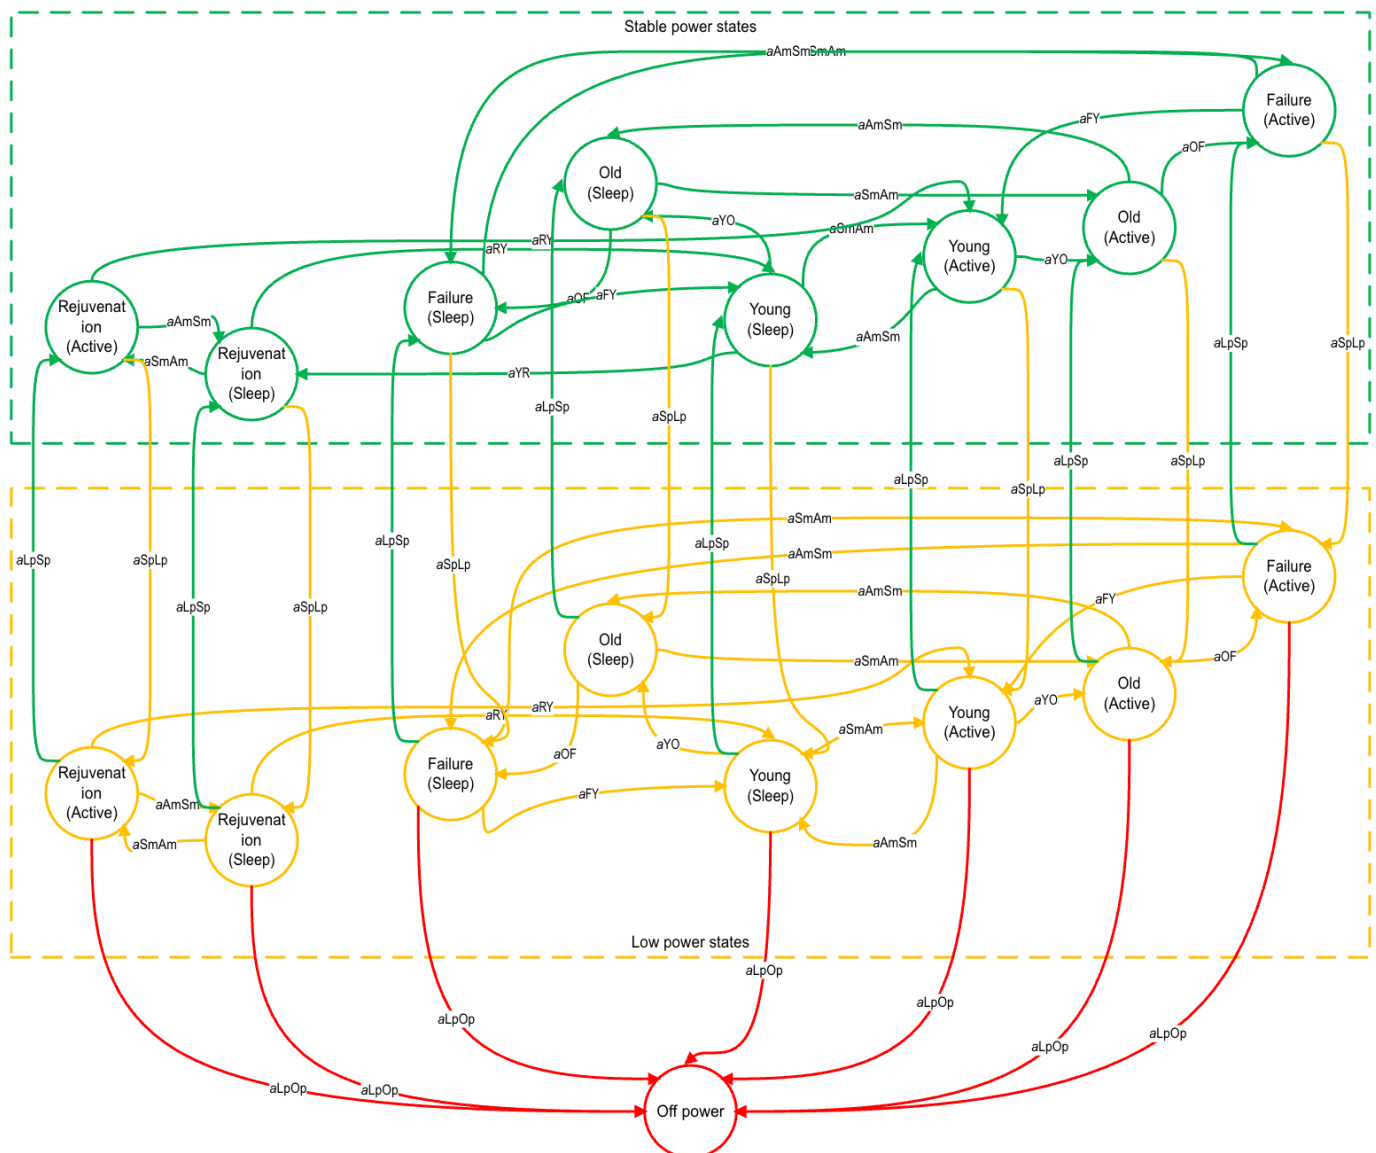 Stable power states
aAmSmSmAm
Failure
(Active)
aFY
aAmSm
aOF
Old
(Sleep)
aSmAm
Old
(Active)
aYO
aSmAm
aRY
aRY
Young
(Active)
aYO
Failure
(Sleep)
aOF
aFY
Young
(Sleep)
Rejuvenat
ion
(Active)
aAmSm
aSmAm
Rejuvenat
ion
(Sleep)
aAmSm
aLpSp
aSpLp
aYR
aLpSp
aSpLp
aLpSp
aSpLp
aLpSp
aSpLp
aSmAm
aLpSp
aLpSp
aAmSm
aLpSp
aSpLp
aSpLp
aSpLp
Failure
(Active)
aLpSp
aSpLp
aAmSm
aFY
Old
(Sleep)
aSmAm
aOF
Old
(Active)
aRY
aRY
Young
(Active)
aYO
aSmAm
aYO
aOF
Failure
(Sleep)
Young
(Sleep)
aFY
Rejuvenat
ion
(Active)
aAmSm
aSmAm
Rejuvenat
ion
(Sleep)
aAmSm
Low power states
aLpOp
aLpOp
aLpOp
aLpOp
aLpOp
aLpOp
aLpOp
Off power